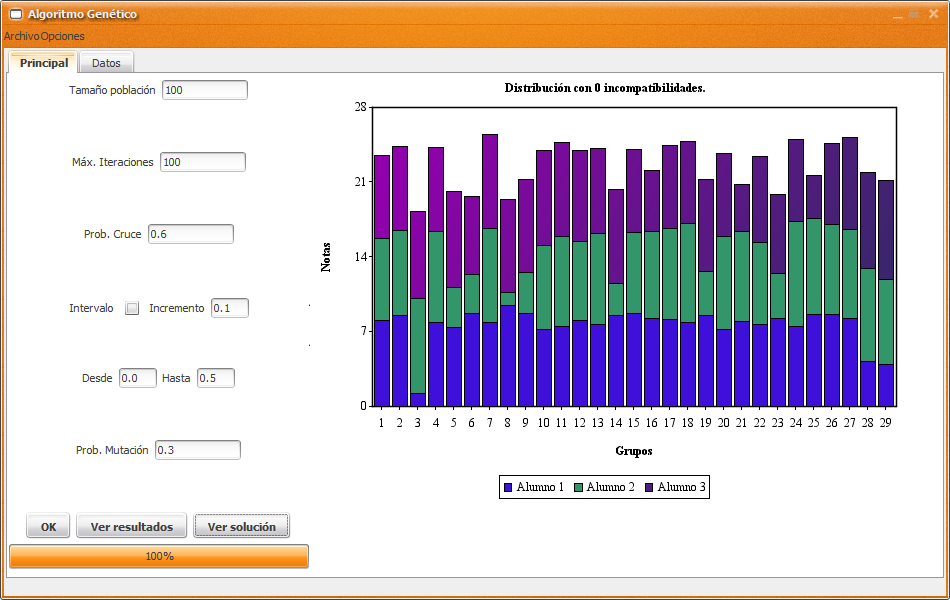 Algoritmo Genético
Archivo Opciones
Principal Datos
Tamaño población 100
Máx. Iteraciones 100
Prob. Cruce 0.6
Intervalo Incremento 0.1
Desde 0.0 Hasta 0.5
Prob. Mutación 0.3
OK Ver resultados Ver solución
100%
Distribución con 0 incompatibilidades.
Notas
28
21
14
7
0
1 2 3 4 5 6 7 8 9 10 11 12 13 14 15 16 17 18 19 20 21 22 23 24 25 26 27 28 29
Grupos
Alumno 1 Alumno 2 Alumno 3